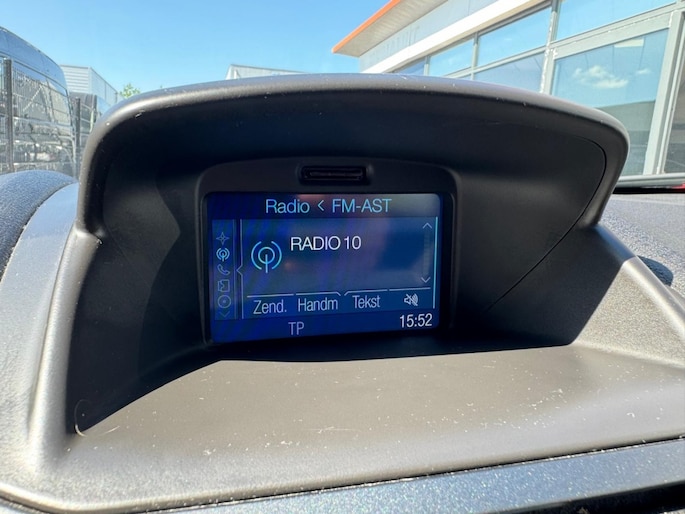 Radio < FM-AST
RADIO 10
Zend. Handm Tekst
TP 15:52